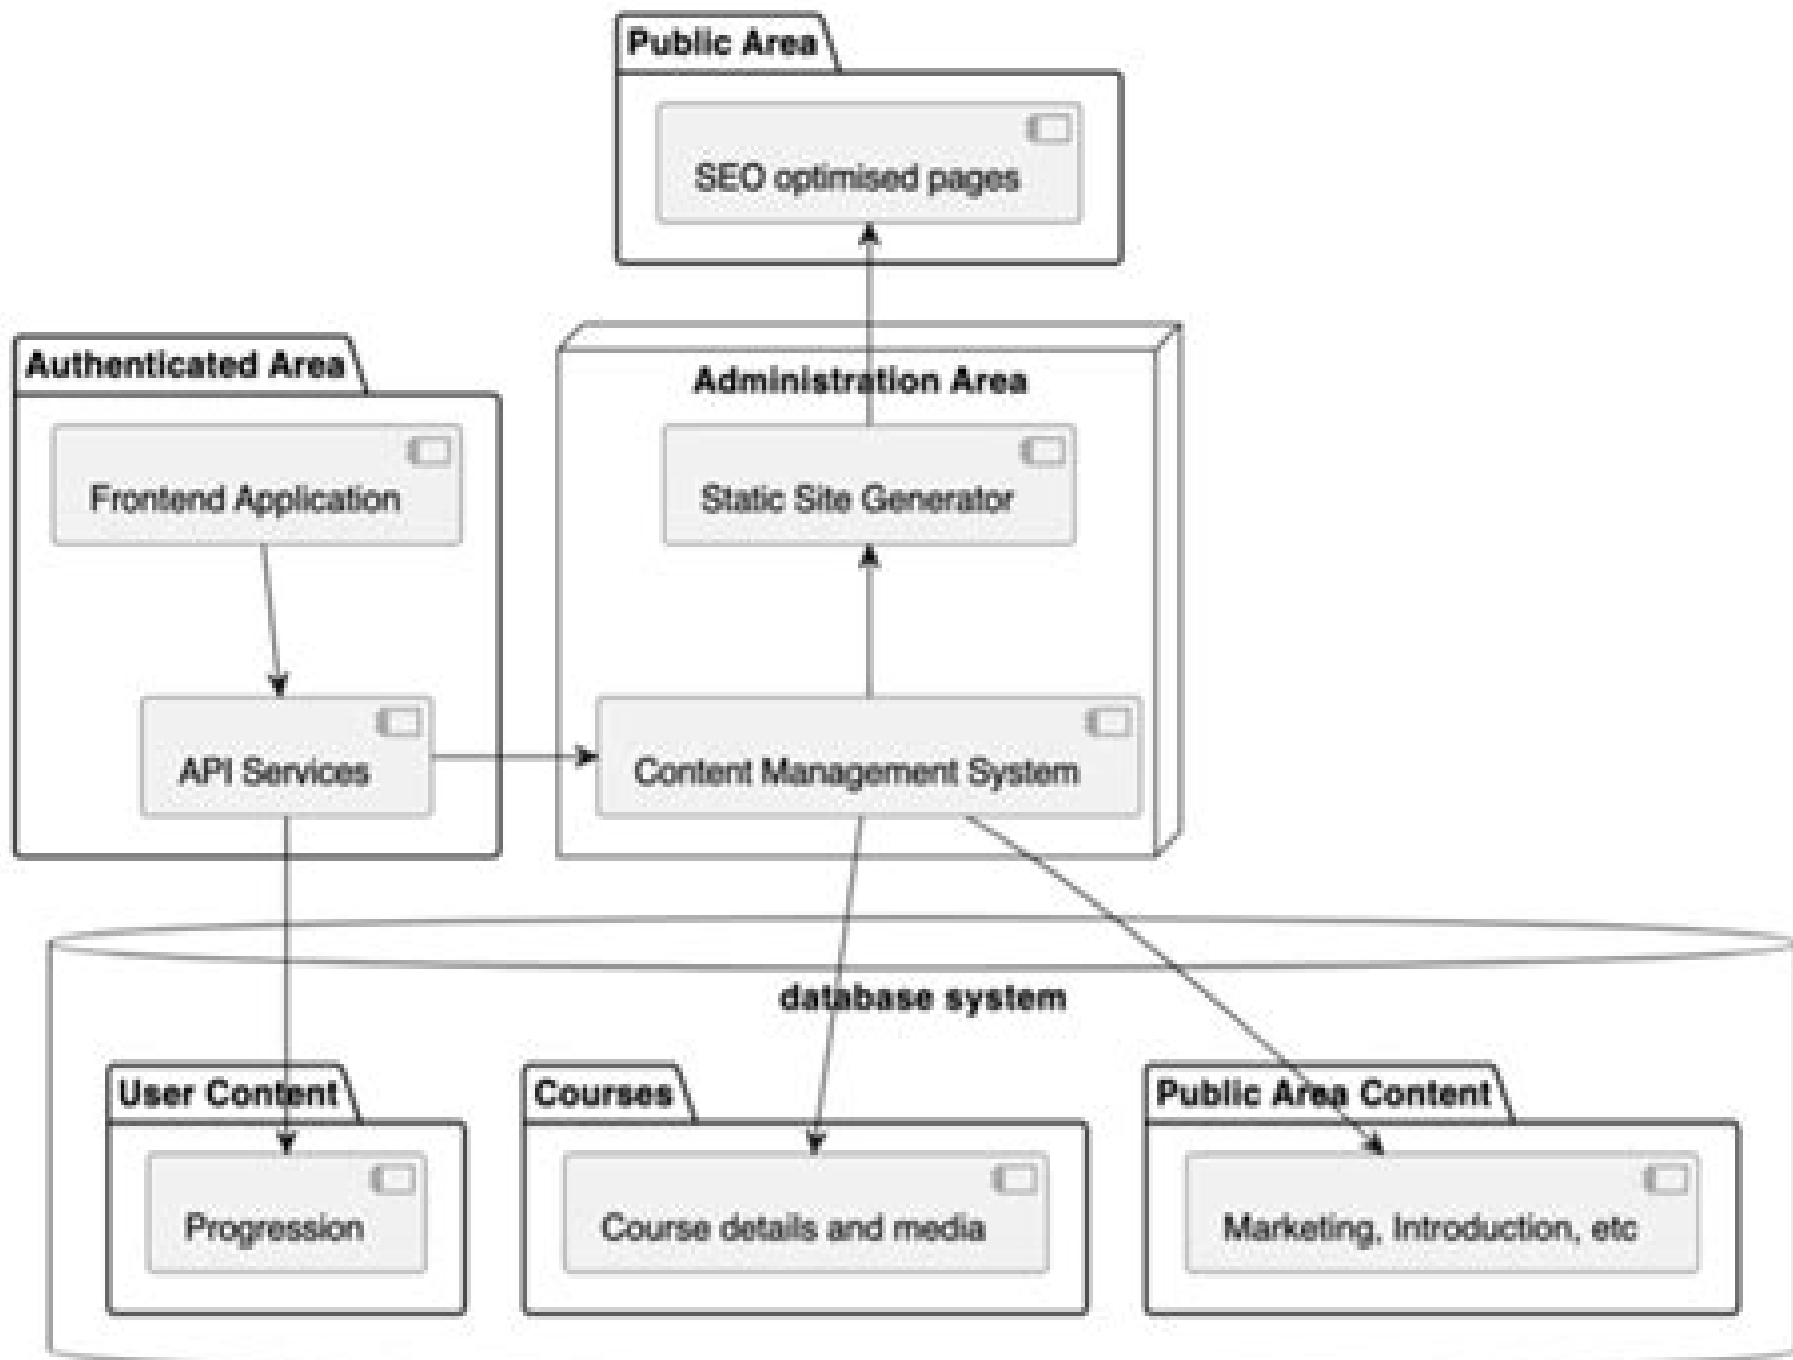 Public Area
SEO optimised pages
Authenticated Area
Administration Area
Frontend Application
Static Site Generator
API Services
Content Management System
database system
User Content
Courses
Public Area Content
Progression
Course details and media
Marketing, Introduction, etc